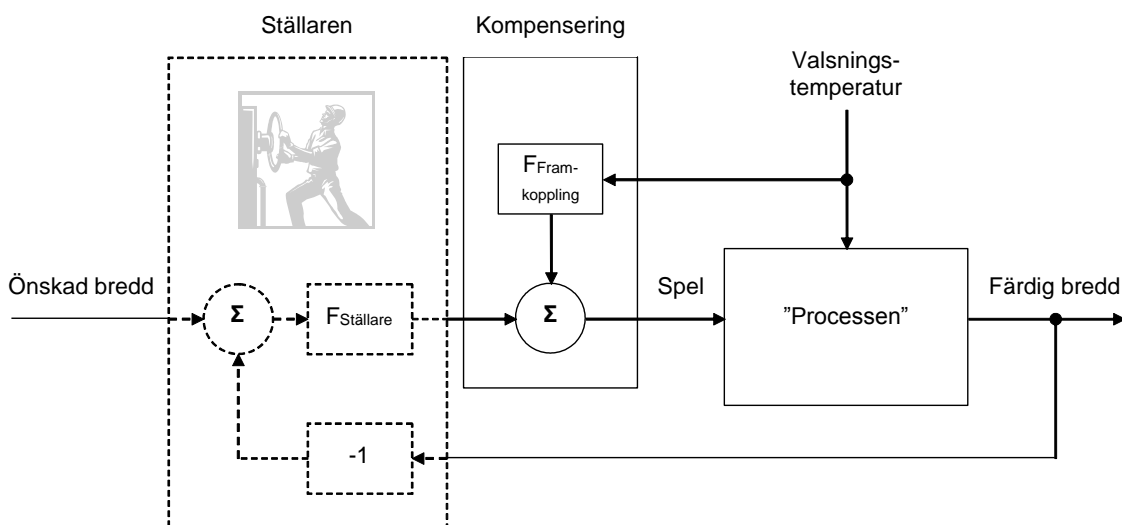 Ställaren
Kompensering
Valsnings-
temperatur
FFram-
koppling
Önskad bredd
Σ
FStällare
Σ
Spel
”Processen”
Färdig bredd
-1